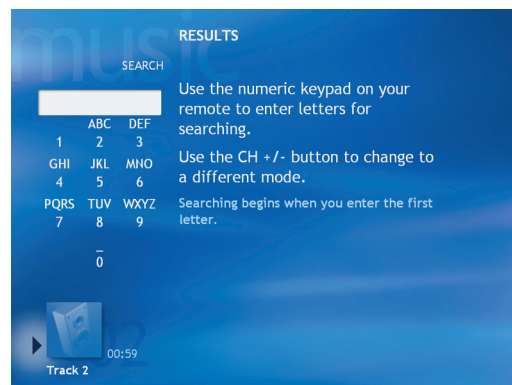 music
RESULTS
SEARCH
Use the numeric keypad on your
remote to enter letters for
searching.
Use the CH +/- button to change to
a different mode.
Searching begins when you enter the first
letter.
ABC DEF
1 2 3
GHI JKL MNO
4 5 6
PQRS TUV WXYZ
7 8 9
_
0
02
00:59
Track 2